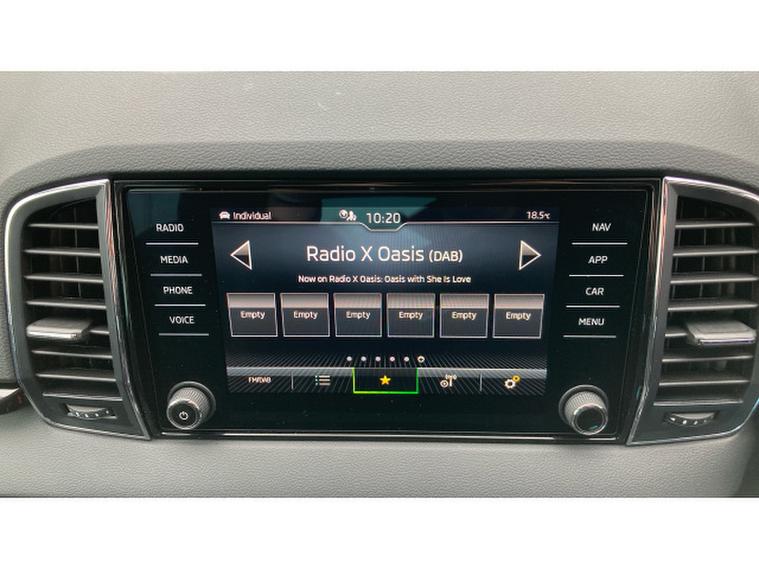 RADIO
MEDIA
PHONE
VOICE
Individual 10:20 18.5°c
Radio X Oasis (DAB)
Now on Radio X Oasis: Oasis with She Is Love
Empty Empty Empty Empty Empty Empty
FM/DAB
NAV
APP
CAR
MENU